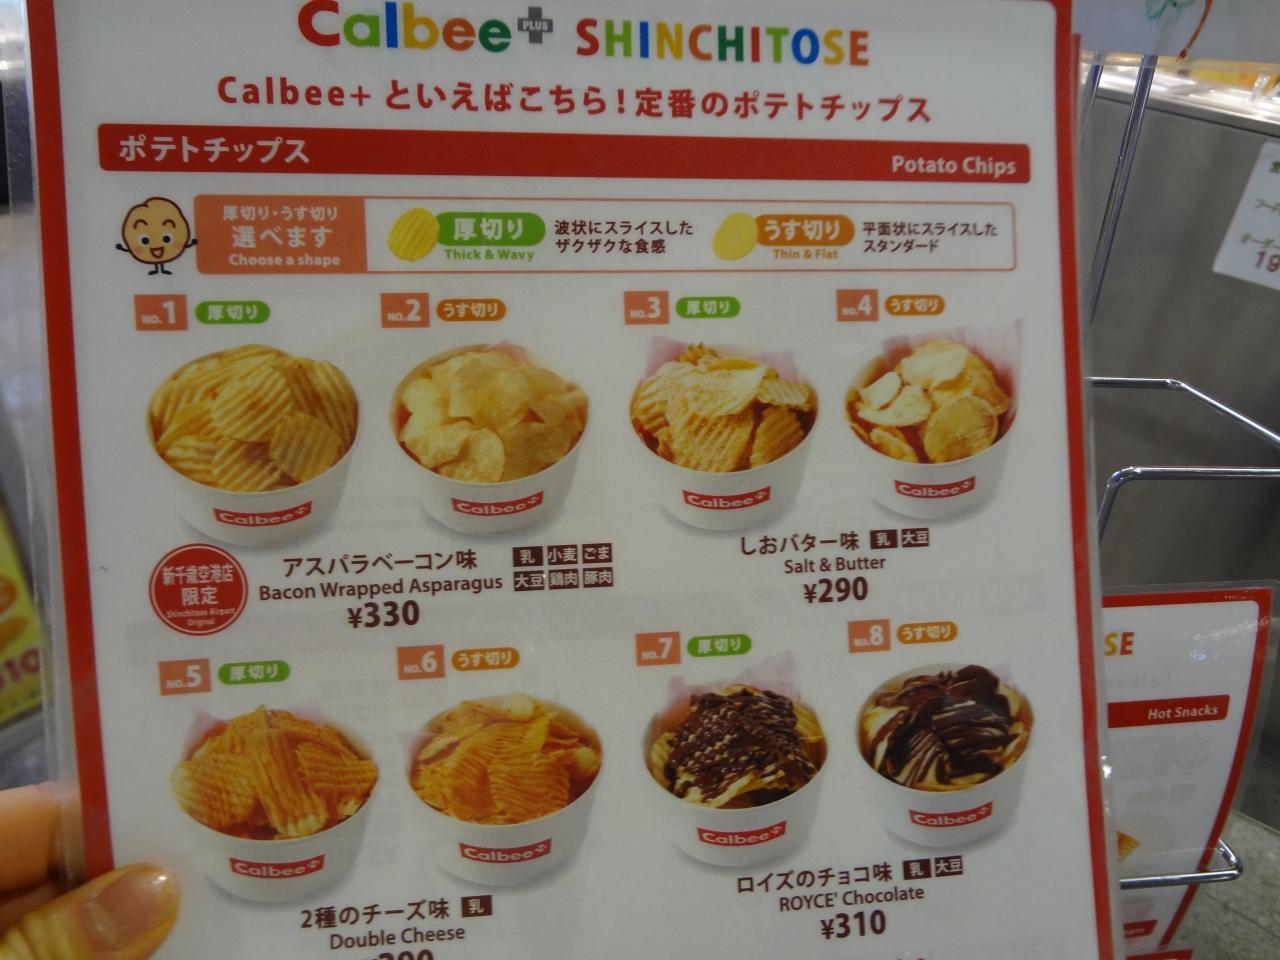 Calbee PLUS SHINCHITOSE
Calbee+ といえばこちら！定番のポテトチップス
ポテトチップス
Potato Chips
厚切り・うす切り
選べます
Choose a shape
厚切り
Thick & Wavy
波状にスライスした
ザクザクな食感
うす切り
Thin & Flat
平面状にスライスした
スタンダード
NO.1 厚切り
NO.2 うす切り
NO.3 厚切り
NO.4 うす切り
Calbee+
Calbee+
Calbee+
Calbee+
新千歳空港店
限定
Shinchitose Airport
Original
アスパラベーコン味
Bacon Wrapped Asparagus
¥330
乳 小麦 ごま
大豆 鶏肉 豚肉
しおバター味 乳 大豆
Salt & Butter
¥290
NO.5 厚切り
NO.6 うす切り
NO.7 厚切り
NO.8 うす切り
Calbee+
Calbee+
Calbee+
Calbee+
2種のチーズ味 乳
Double Cheese
ロイズのチョコ味 乳 大豆
ROYCE' Chocolate
¥310
SE
Hot Snacks